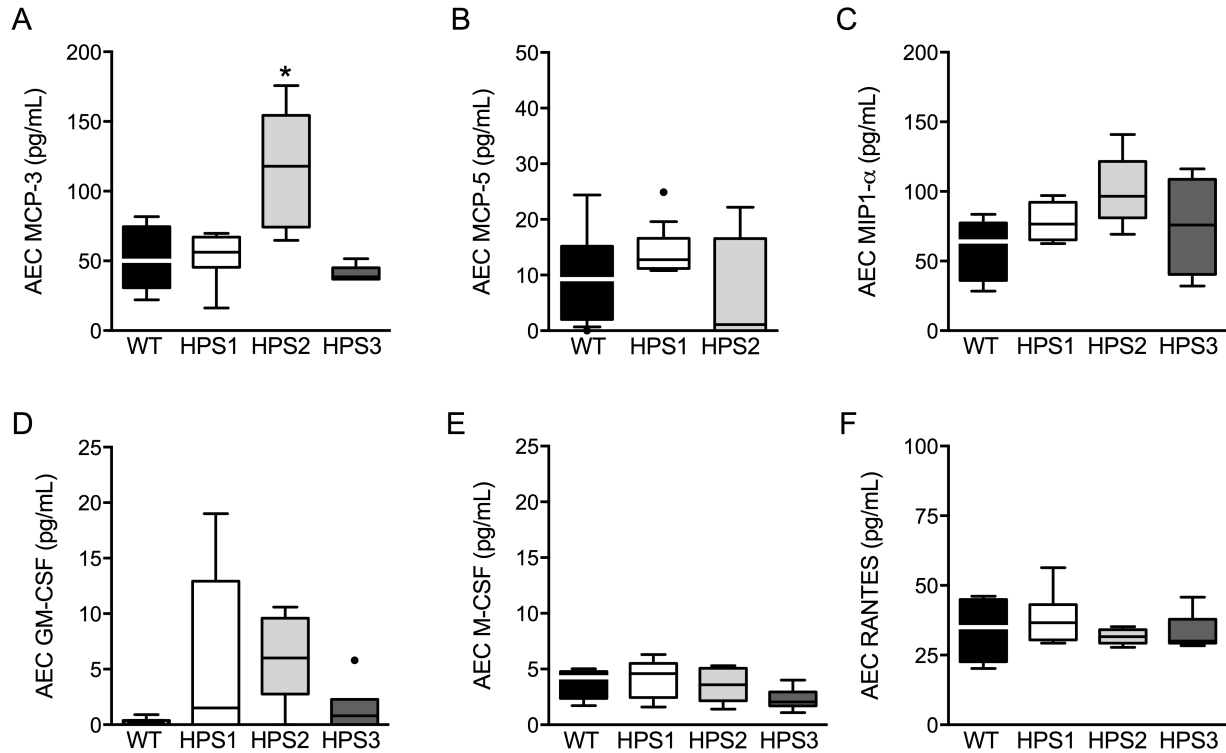 A
AEC MCP-3 (pg/mL)
200
150
100
50
0
*
WT HPS1 HPS2 HPS3
B
AEC MCP-5 (pg/mL)
50
40
30
20
10
0
WT HPS1 HPS2
C
AEC MIP1-α (pg/mL)
200
150
100
50
0
WT HPS1 HPS2 HPS3
D
AEC GM-CSF (pg/mL)
25
20
15
10
5
0
WT HPS1 HPS2 HPS3
E
AEC M-CSF (pg/mL)
25
20
15
10
5
0
WT HPS1 HPS2 HPS3
F
AEC RANTES (pg/mL)
100
75
50
25
0
WT HPS1 HPS2 HPS3